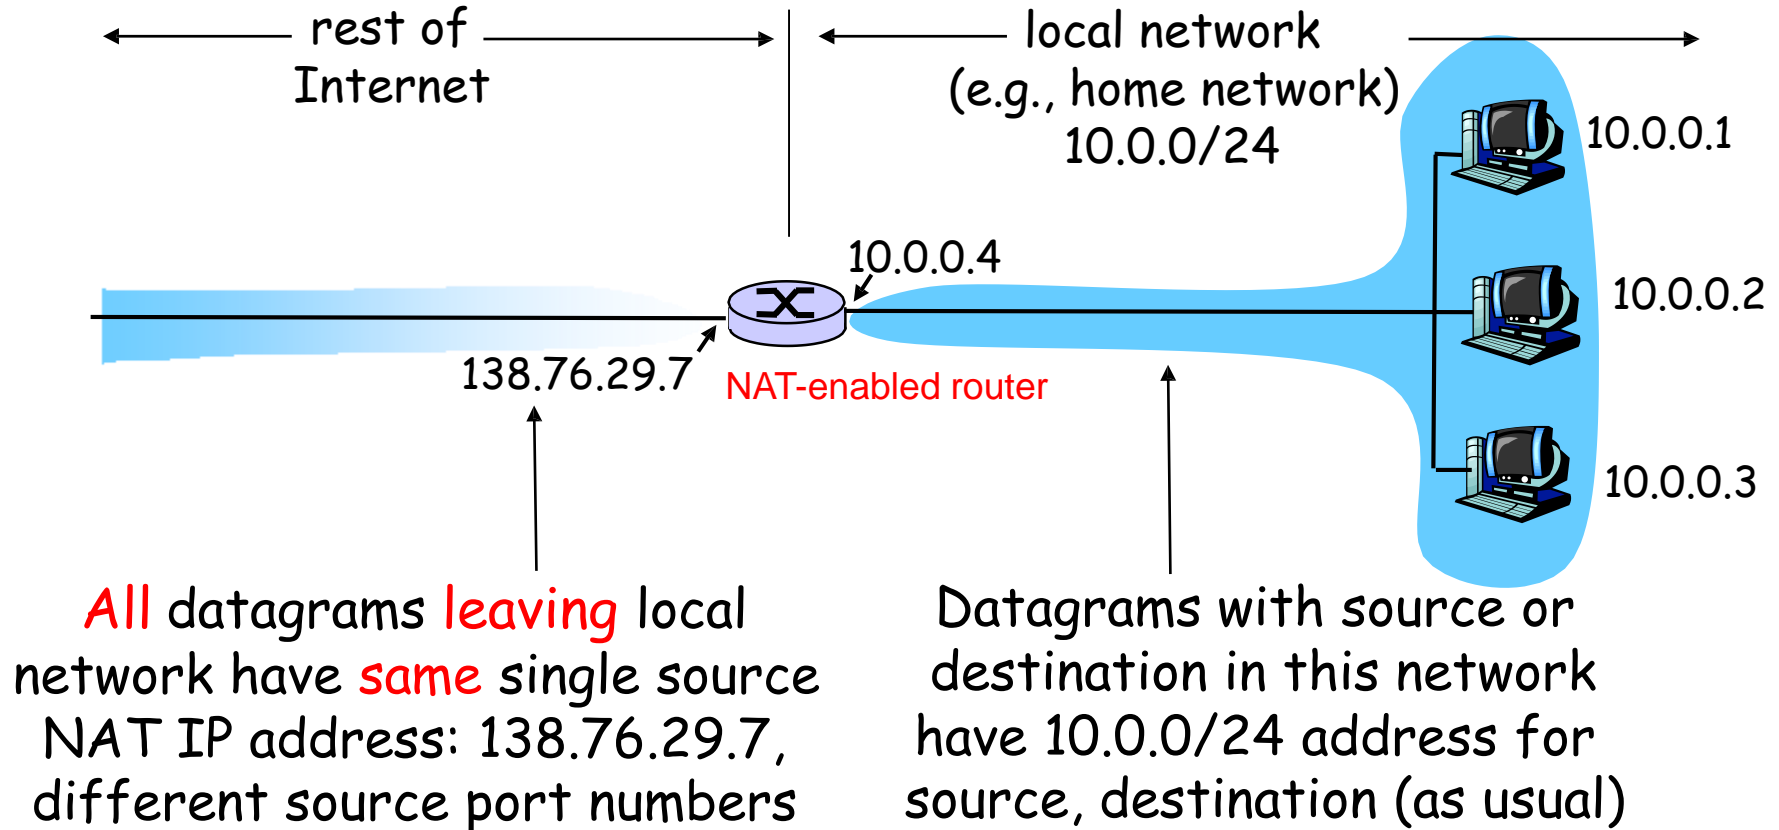 rest of
Internet
local network
(e.g., home network)
10.0.0/24
10.0.0.1
10.0.0.4
10.0.0.2
138.76.29.7
NAT-enabled router
10.0.0.3
All datagrams leaving local
network have same single source
NAT IP address: 138.76.29.7,
different source port numbers
Datagrams with source or
destination in this network
have 10.0.0/24 address for
source, destination (as usual)